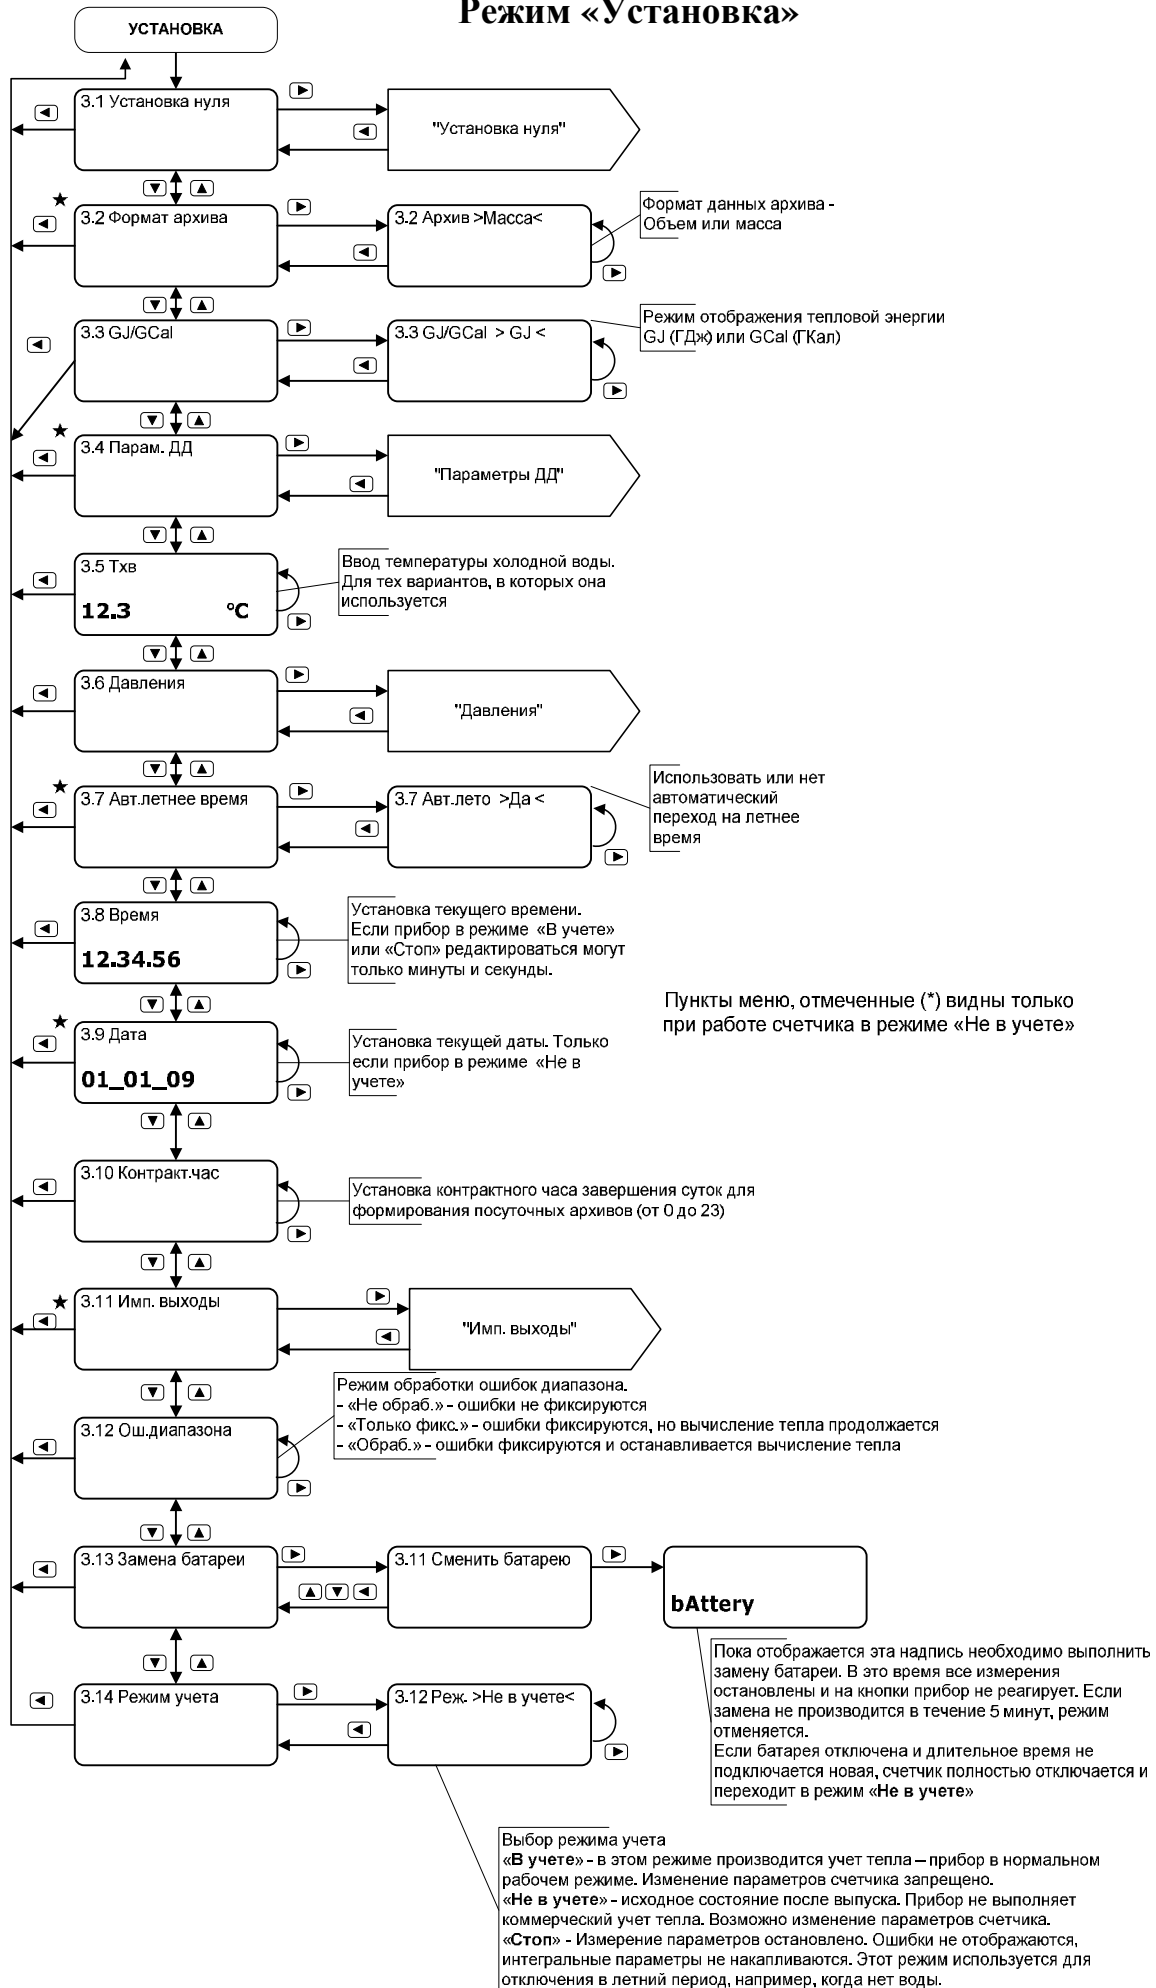 Режим «Установка»
УСТАНОВКА
3.1 Установка нуля
"Установка нуля"
3.2 Формат архива
3.2 Архив >Масса<
Формат данных архива -
Объем или масса
3.3 GJ/GCal
3.3 GJ/GCal > GJ <
Режим отображения тепловой энергии
GJ (ГДж) или GCal (ГКал)
3.4 Парам. ДД
"Параметры ДД"
3.5 Тхв
12.3 °C
Ввод температуры холодной воды.
Для тех вариантов, в которых она
используется
3.6 Давления
"Давления"
3.7 Авт.летнее время
3.7 Авт.лето >Да <
Использовать или нет
автоматический
переход на летнее
время
3.8 Время
12.34.56
Установка текущего времени.
Если прибор в режиме «В учете»
или «Стоп» редактироваться могут
только минуты и секунды.
Пункты меню, отмеченные (*) видны только
при работе счетчика в режиме «Не в учете»
3.9 Дата
01_01_09
Установка текущей даты. Только
если прибор в режиме «Не в
учете»
3.10 Контракт.час
Установка контрактного часа завершения суток для
формирования посуточных архивов (от 0 до 23)
3.11 Имп. выходы
"Имп. выходы"
3.12 Ош.диапазона
Режим обработки ошибок диапазона.
- «Не обраб.» - ошибки не фиксируются
- «Только фикс.» - ошибки фиксируются, но вычисление тепла продолжается
- «Обраб.» - ошибки фиксируются и останавливается вычисление тепла
3.13 Замена батареи
3.11 Сменить батарею
bAttery
Пока отображается эта надпись необходимо выполнить
замену батареи. В это время все измерения
остановлены и на кнопки прибор не реагирует. Если
замена не производится в течение 5 минут, режим
отменяется.
Если батарея отключена и длительное время не
подключается новая, счетчик полностью отключается и
переходит в режим «Не в учете»
3.14 Режим учета
3.12 Реж. >Не в учете<
Выбор режима учета
«В учете» - в этом режиме производится учет тепла – прибор в нормальном
рабочем режиме. Изменение параметров счетчика запрещено.
«Не в учете» - исходное состояние после выпуска. Прибор не выполняет
коммерческий учет тепла. Возможно изменение параметров счетчика.
«Стоп» - Измерение параметров остановлено. Ошибки не отображаются,
интегральные параметры не накапливаются. Этот режим используется для
отключения в летний период, например, когда нет воды.